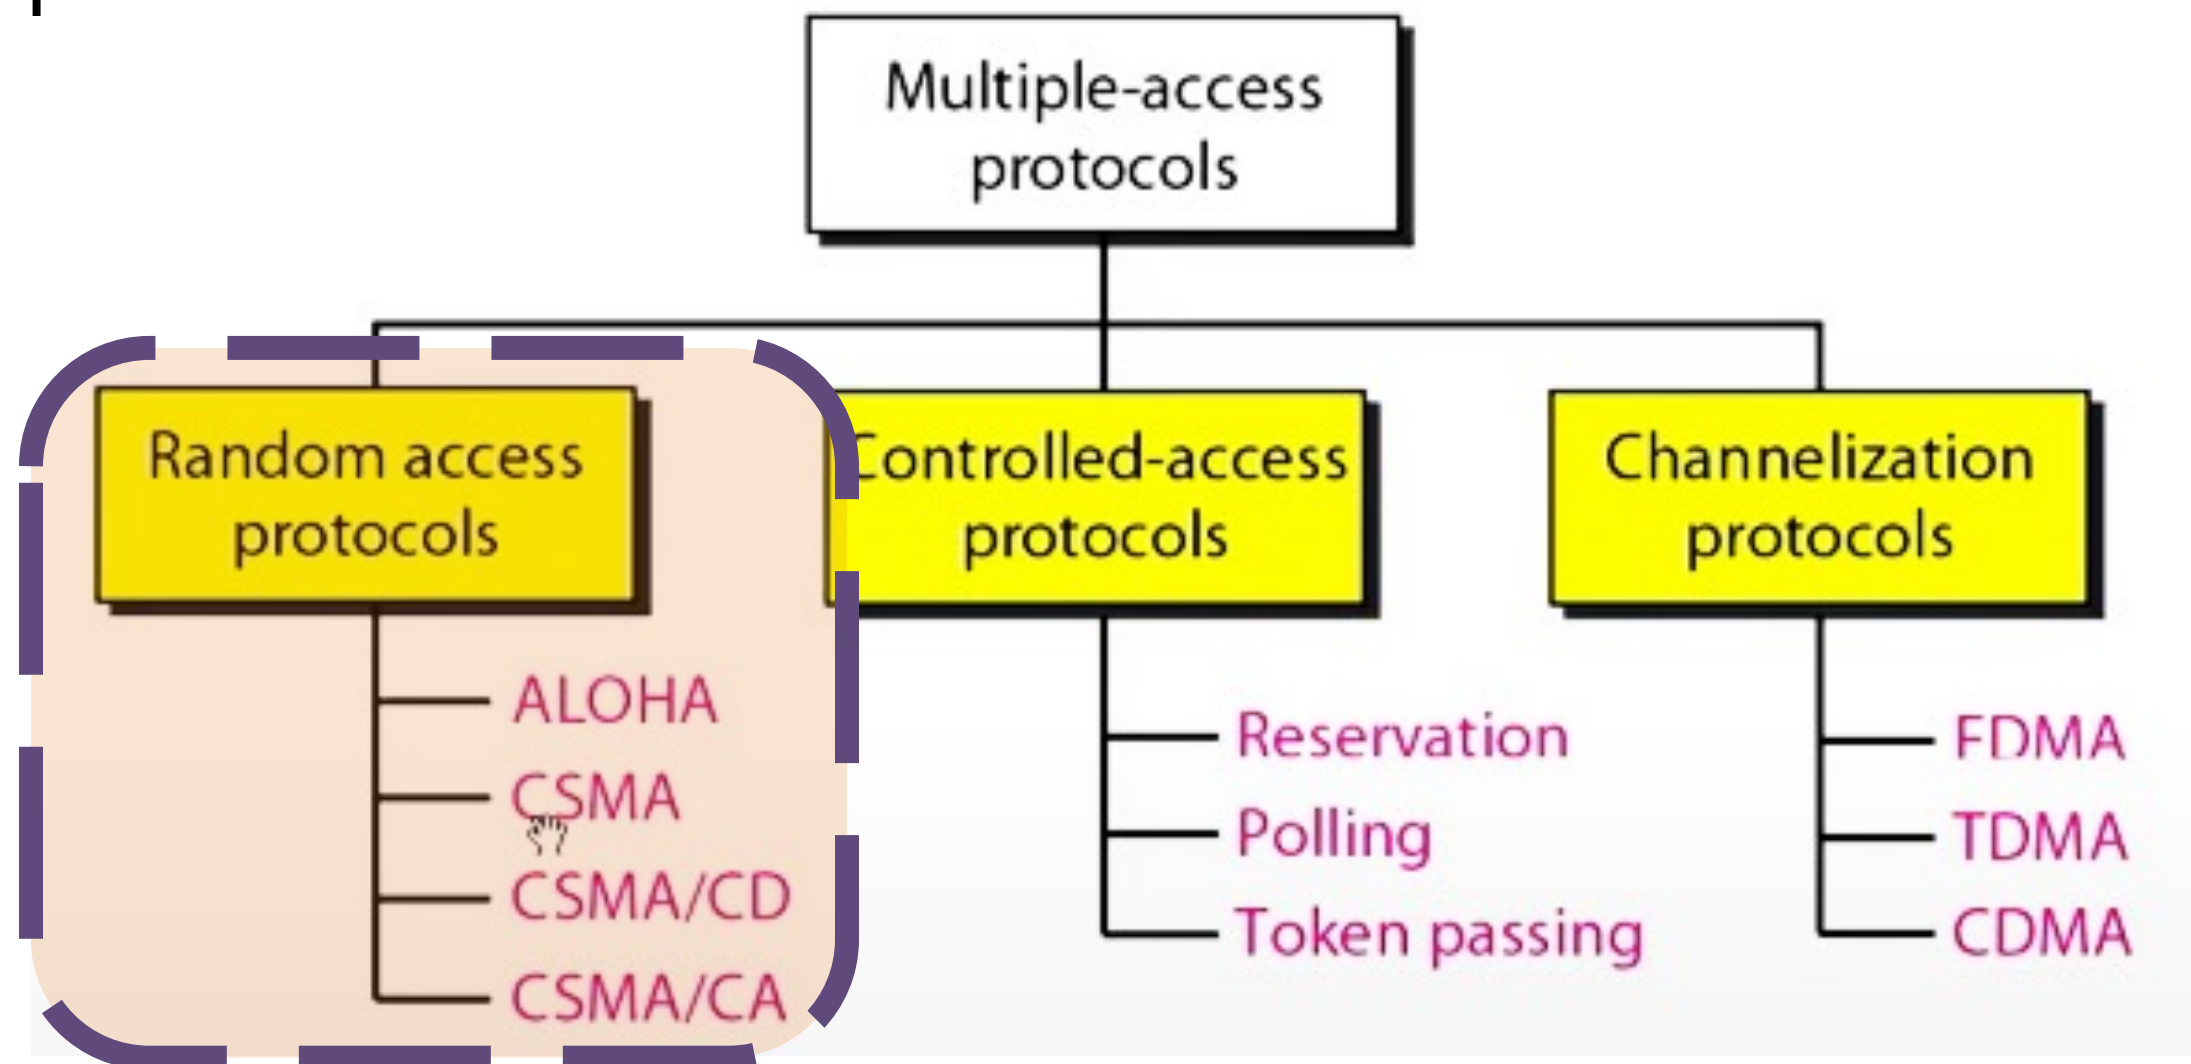 Multiple-access
protocols
Random access
protocols
Controlled-access
protocols
Channelization
protocols
ALOHA
CSMA
CSMA/CD
CSMA/CA
Reservation
Polling
Token passing
FDMA
TDMA
CDMA